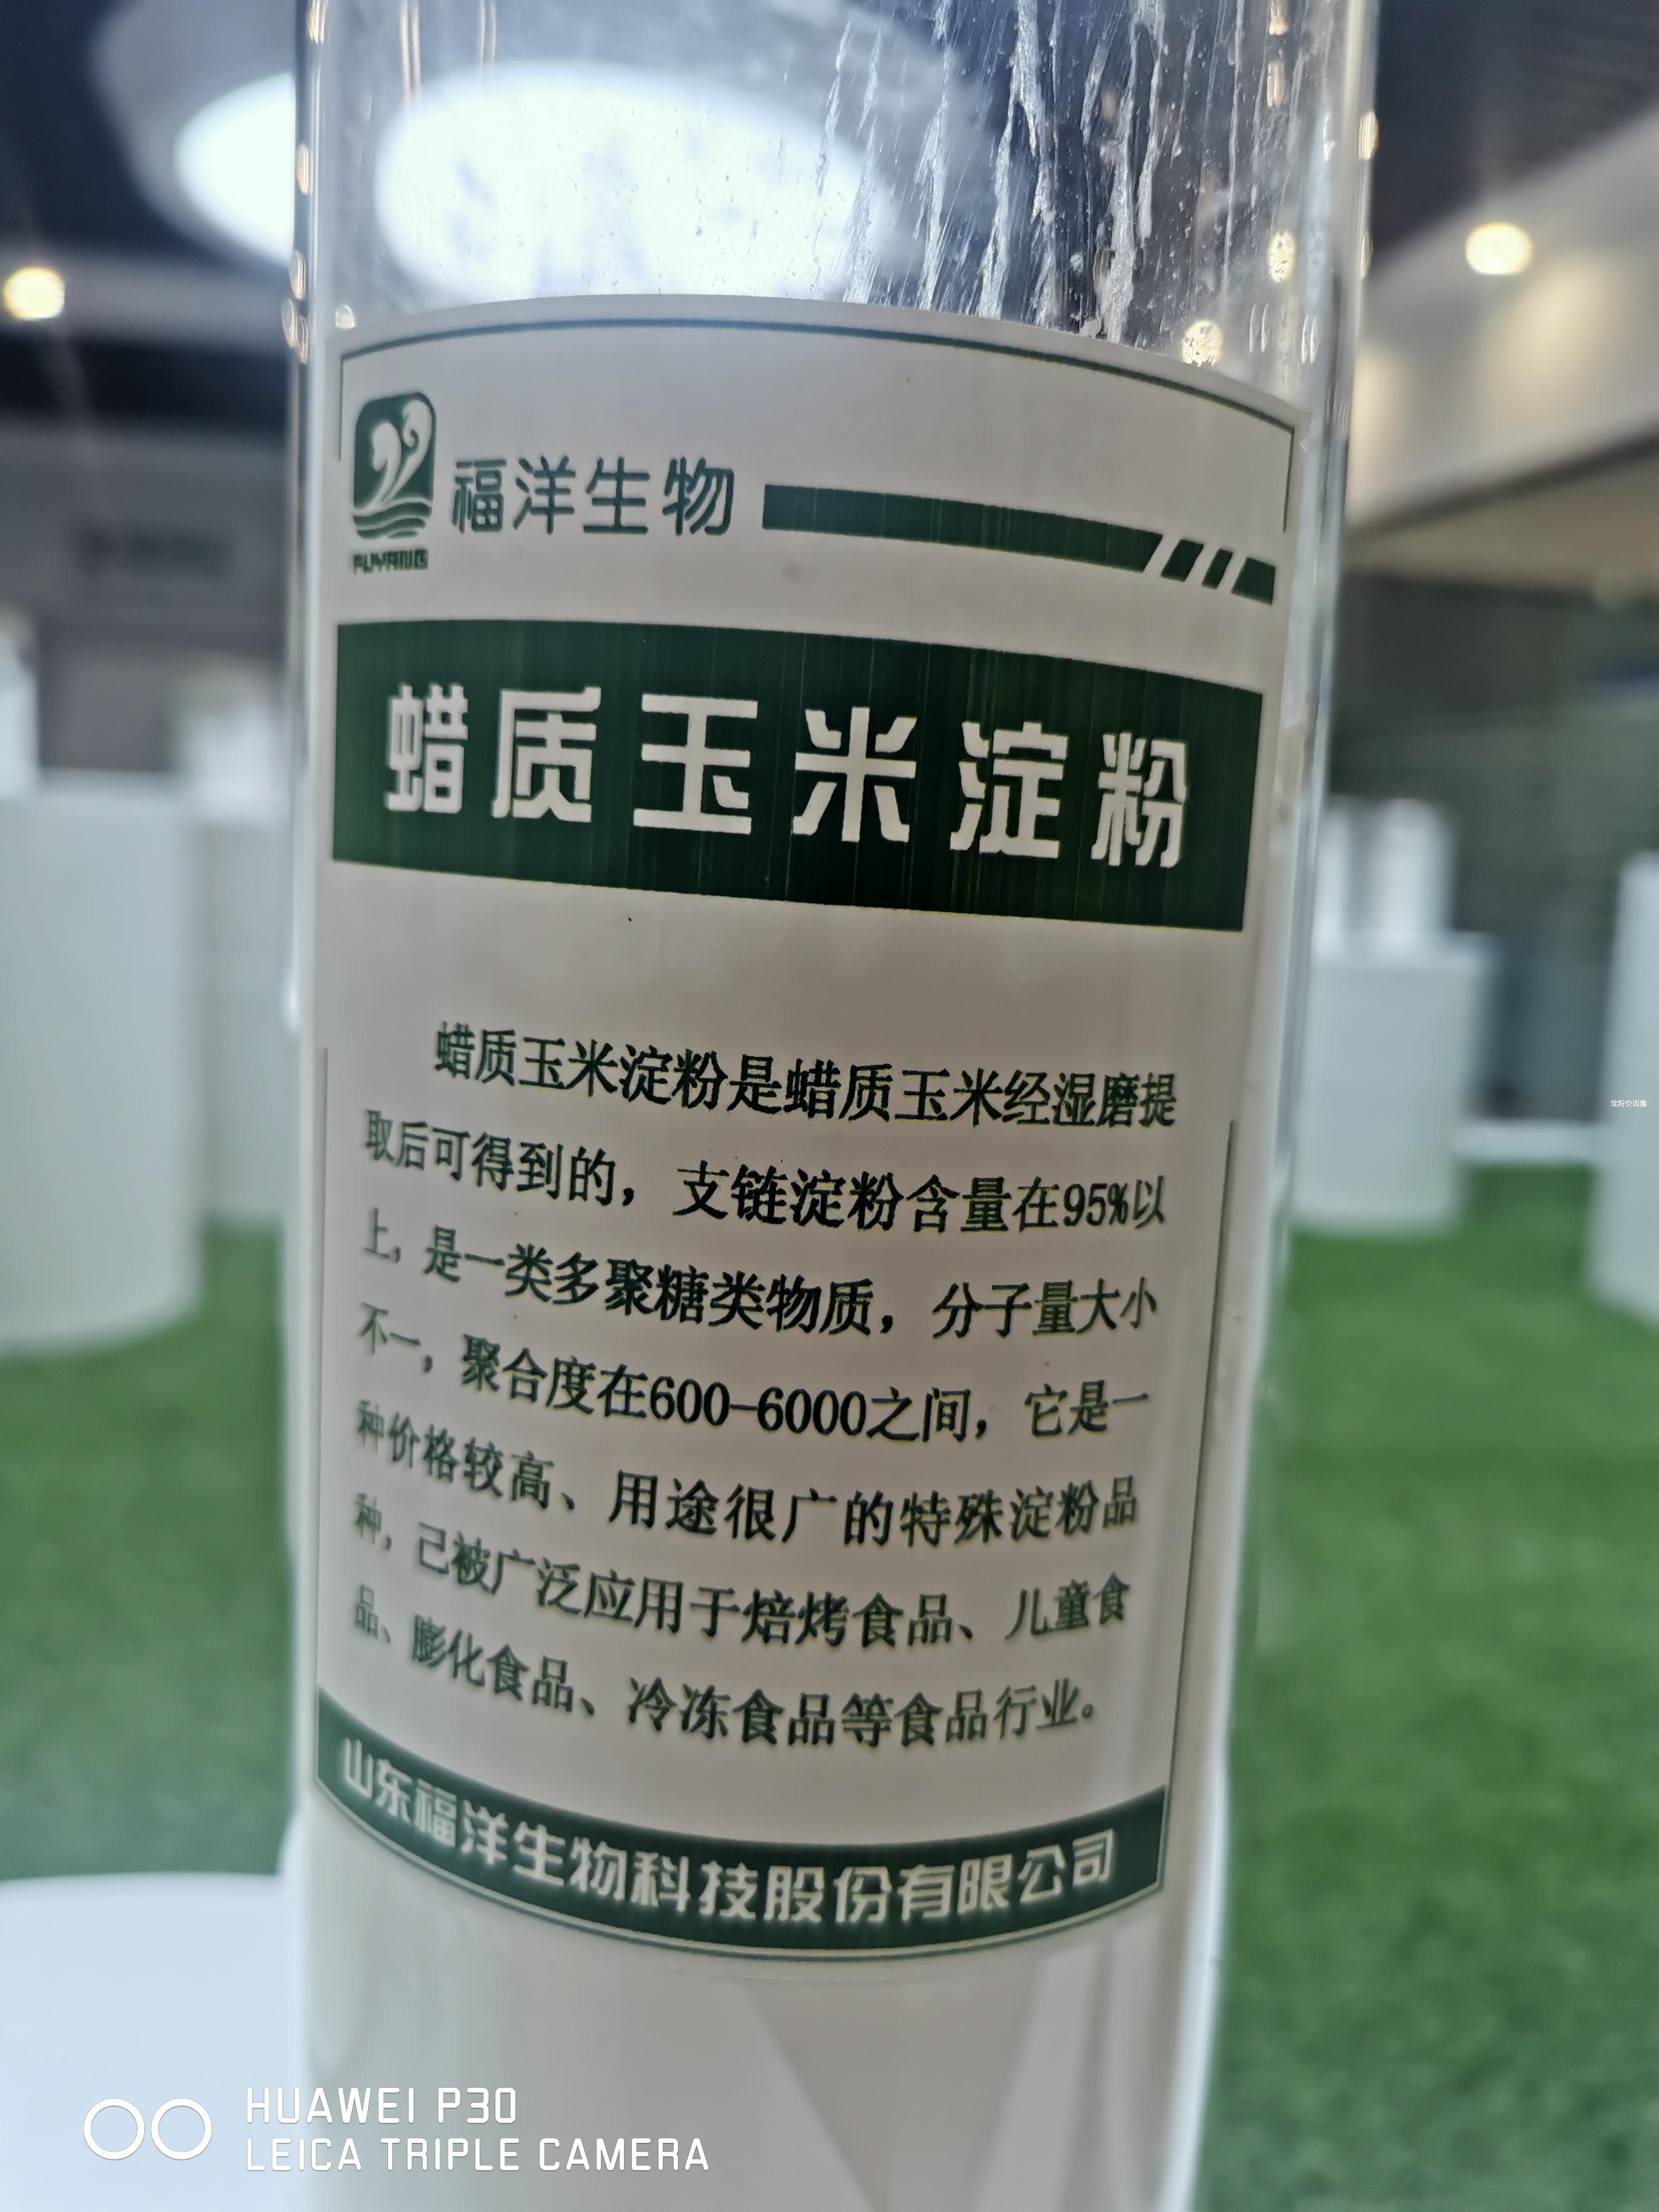 福洋生物
FUYANG
蜡质玉米淀粉
蜡质玉米淀粉是蜡质玉米经湿磨提
取后可得到的，支链淀粉含量在95%以
上，是一类多聚糖类物质，分子量大小
不一，聚合度在600-6000之间，它是一
种价格较高、用途很广的特殊淀粉品
种，己被广泛应用于焙烤食品、儿童食
品、膨化食品、冷冻食品等食品行业。
山东福洋生物科技股份有限公司
淀粉交流圈
HUAWEI P30
LEICA TRIPLE CAMERA